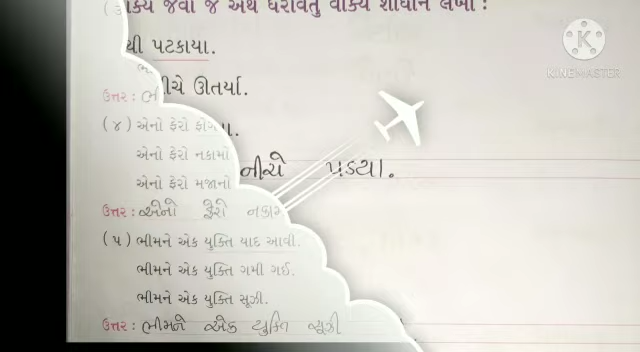 વાક્ય જેવો જ અર્થ ધરાવતું વાક્ય શોધીને લખો :
થી પટકાયા.
નીચે ઊતર્યા.
ઉત્તર : ભી
નીચે પડ્યા.
(૪) એનો ફેરો ફોગ
એનો ફેરો નકામો
એનો ફેરો મજાનો
ઉત્તર : એનો ફેરો નકામ
(૫) ભીમને એક યુક્તિ યાદ આવી.
ભીમને એક યુક્તિ ગમી ગઈ.
ભીમને એક યુક્તિ સૂઝી.
ઉત્તર : ભીમને એક યુક્તિ સૂઝી
KINEMASTER